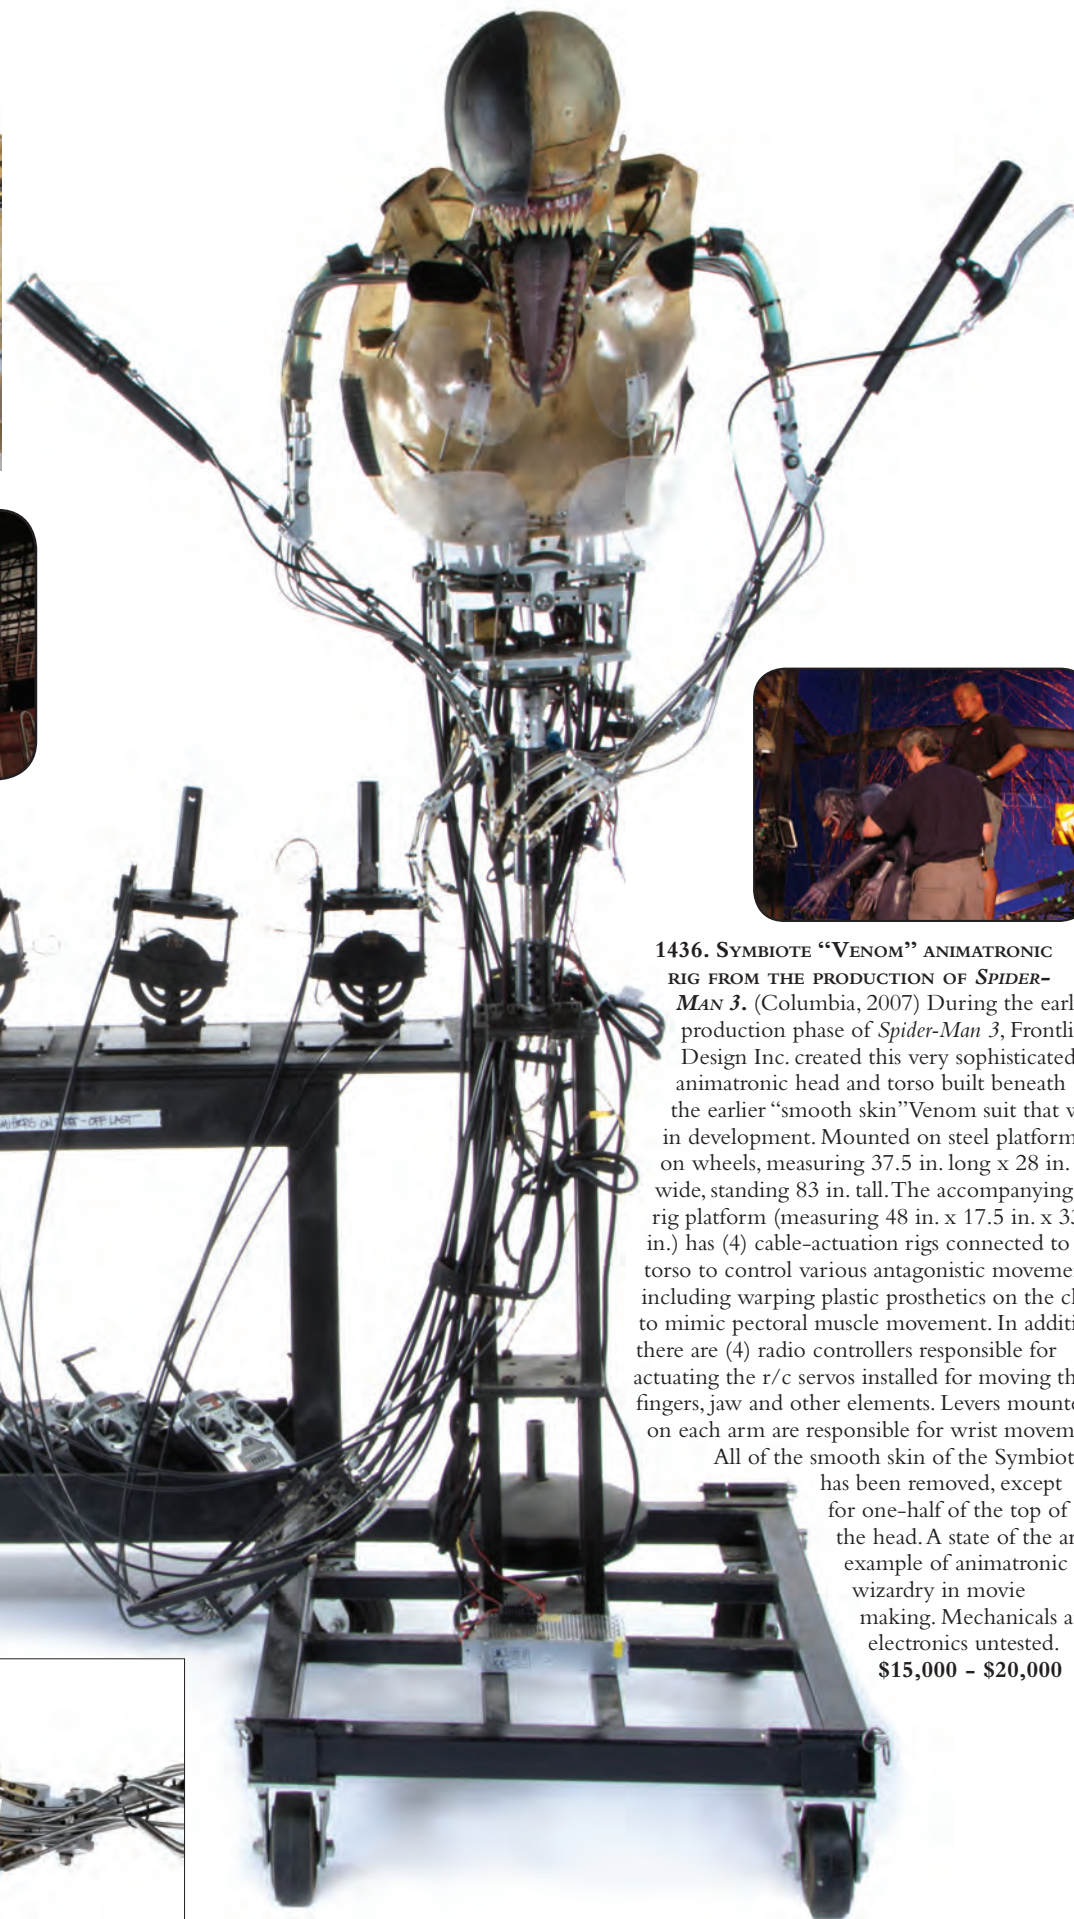 1436. SYMBIOTE “VENOM” ANIMATRONIC
RIG FROM THE PRODUCTION OF SPIDER-
MAN 3. (Columbia, 2007) During the earl
production phase of Spider-Man 3, Frontli
Design Inc. created this very sophisticated
animatronic head and torso built beneath
the earlier “smooth skin” Venom suit that w
in development. Mounted on steel platform
on wheels, measuring 37.5 in. long x 28 in.
wide, standing 83 in. tall. The accompanying
rig platform (measuring 48 in. x 17.5 in. x 33
in.) has (4) cable-actuation rigs connected to
torso to control various antagonistic moveme
including warping plastic prosthetics on the ch
to mimic pectoral muscle movement. In additi
there are (4) radio controllers responsible for
actuating the r/c servos installed for moving th
fingers, jaw and other elements. Levers mounte
on each arm are responsible for wrist movem
All of the smooth skin of the Symbiot
has been removed, except
for one-half of the top of
the head. A state of the ar
example of animatronic
wizardry in movie
making. Mechanicals a
electronics untested.
$15,000 - $20,000
- OFF LAST